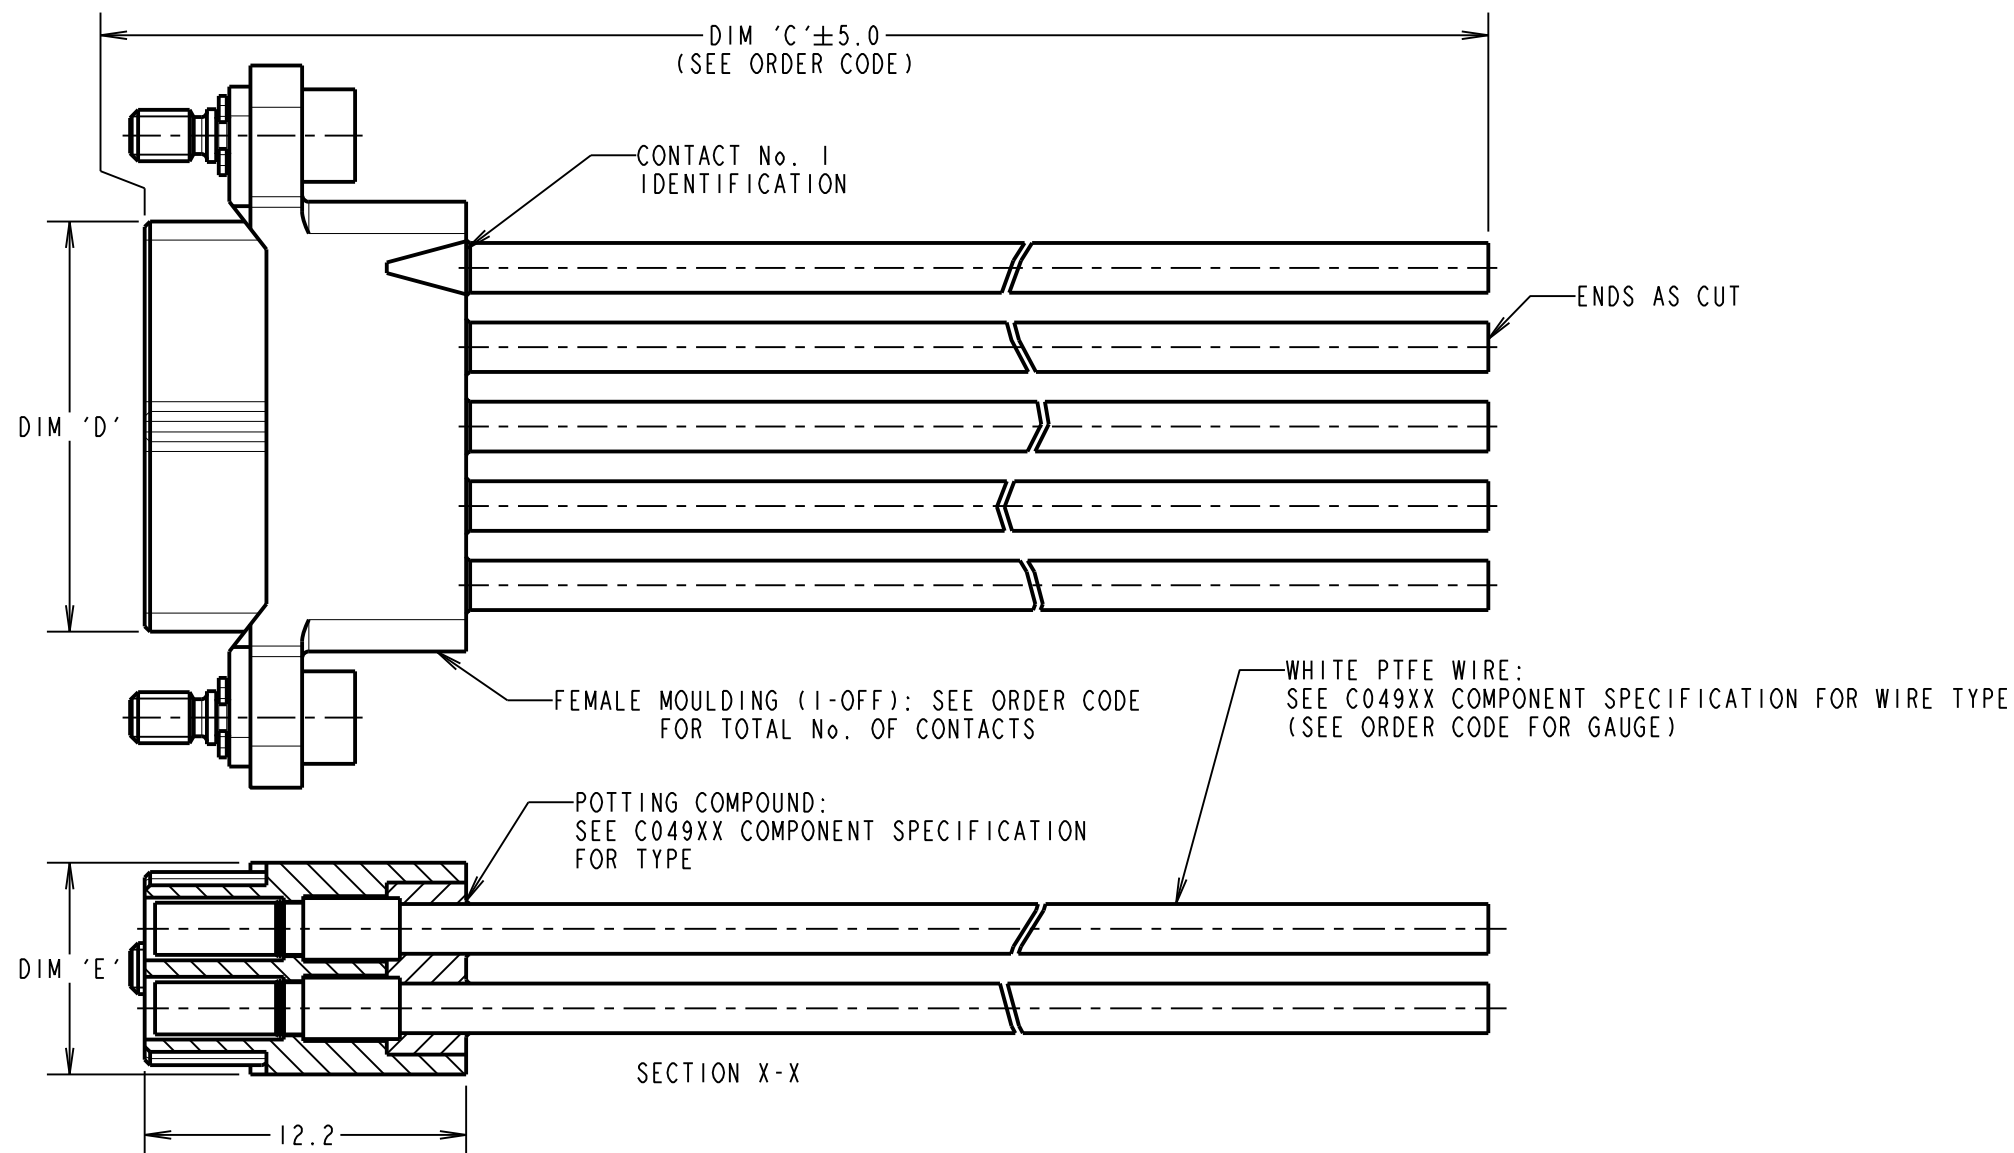 DIM 'C'±5.0
(SEE ORDER CODE)
CONTACT No. 1
IDENTIFICATION
ENDS AS CUT
DIM 'D'
WHITE PTFE WIRE:
SEE C049XX COMPONENT SPECIFICATION FOR WIRE TYPE
(SEE ORDER CODE FOR GAUGE)
FEMALE MOULDING (1-OFF): SEE ORDER CODE
FOR TOTAL No. OF CONTACTS
POTTING COMPOUND:
SEE C049XX COMPONENT SPECIFICATION
FOR TYPE
DIM 'E'
SECTION X-X
12.2